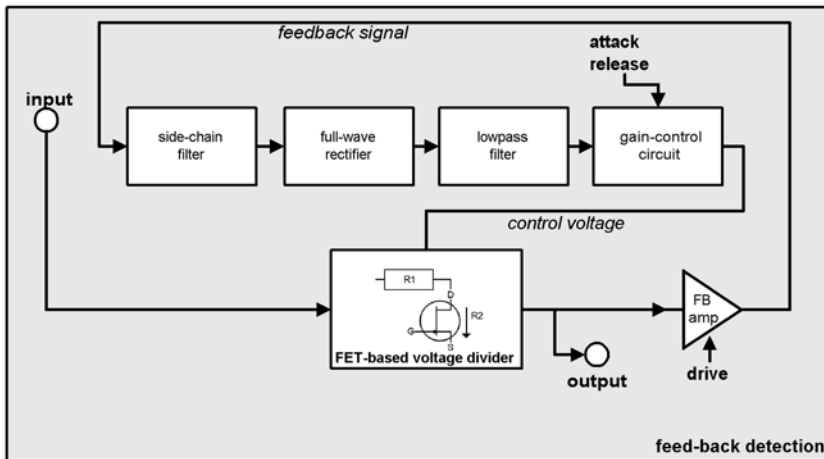 feedback signal
attack
release
input
side-chain
filter
full-wave
rectifier
lowpass
filter
gain-control
circuit
control voltage
R1
D
R2
G
S
FET-based voltage divider
FB
amp
output
drive
feed-back detection